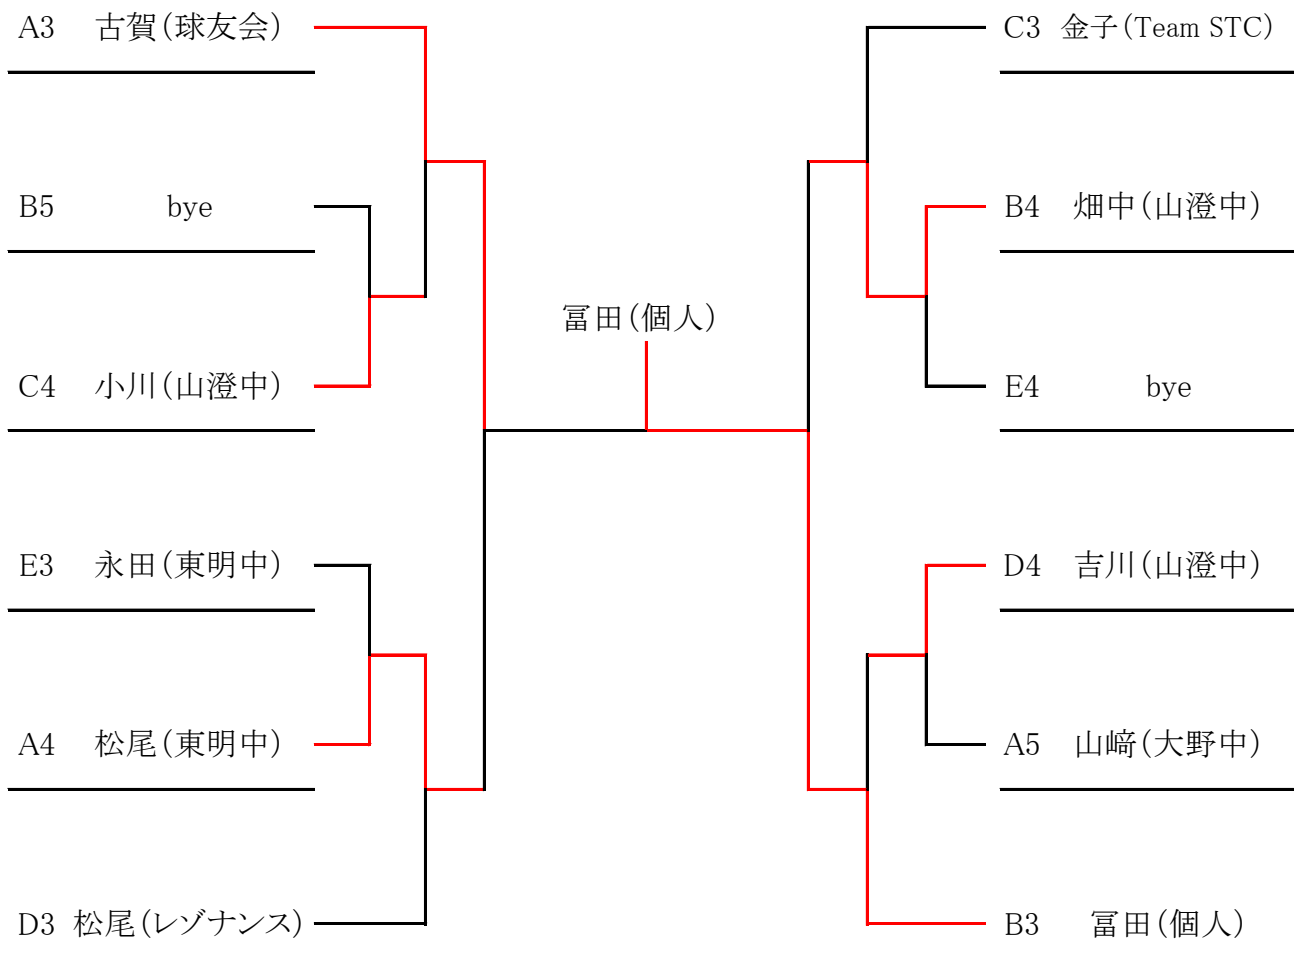 A3 古賀(球友会)
B5 bye
C4 小川(山澄中)
E3 永田(東明中)
A4 松尾(東明中)
D3 松尾(レゾナンス)
冨田(個人)
C3 金子(Team STC)
B4 畑中(山澄中)
E4 bye
D4 吉川(山澄中)
A5 山﨑(大野中)
B3 冨田(個人)